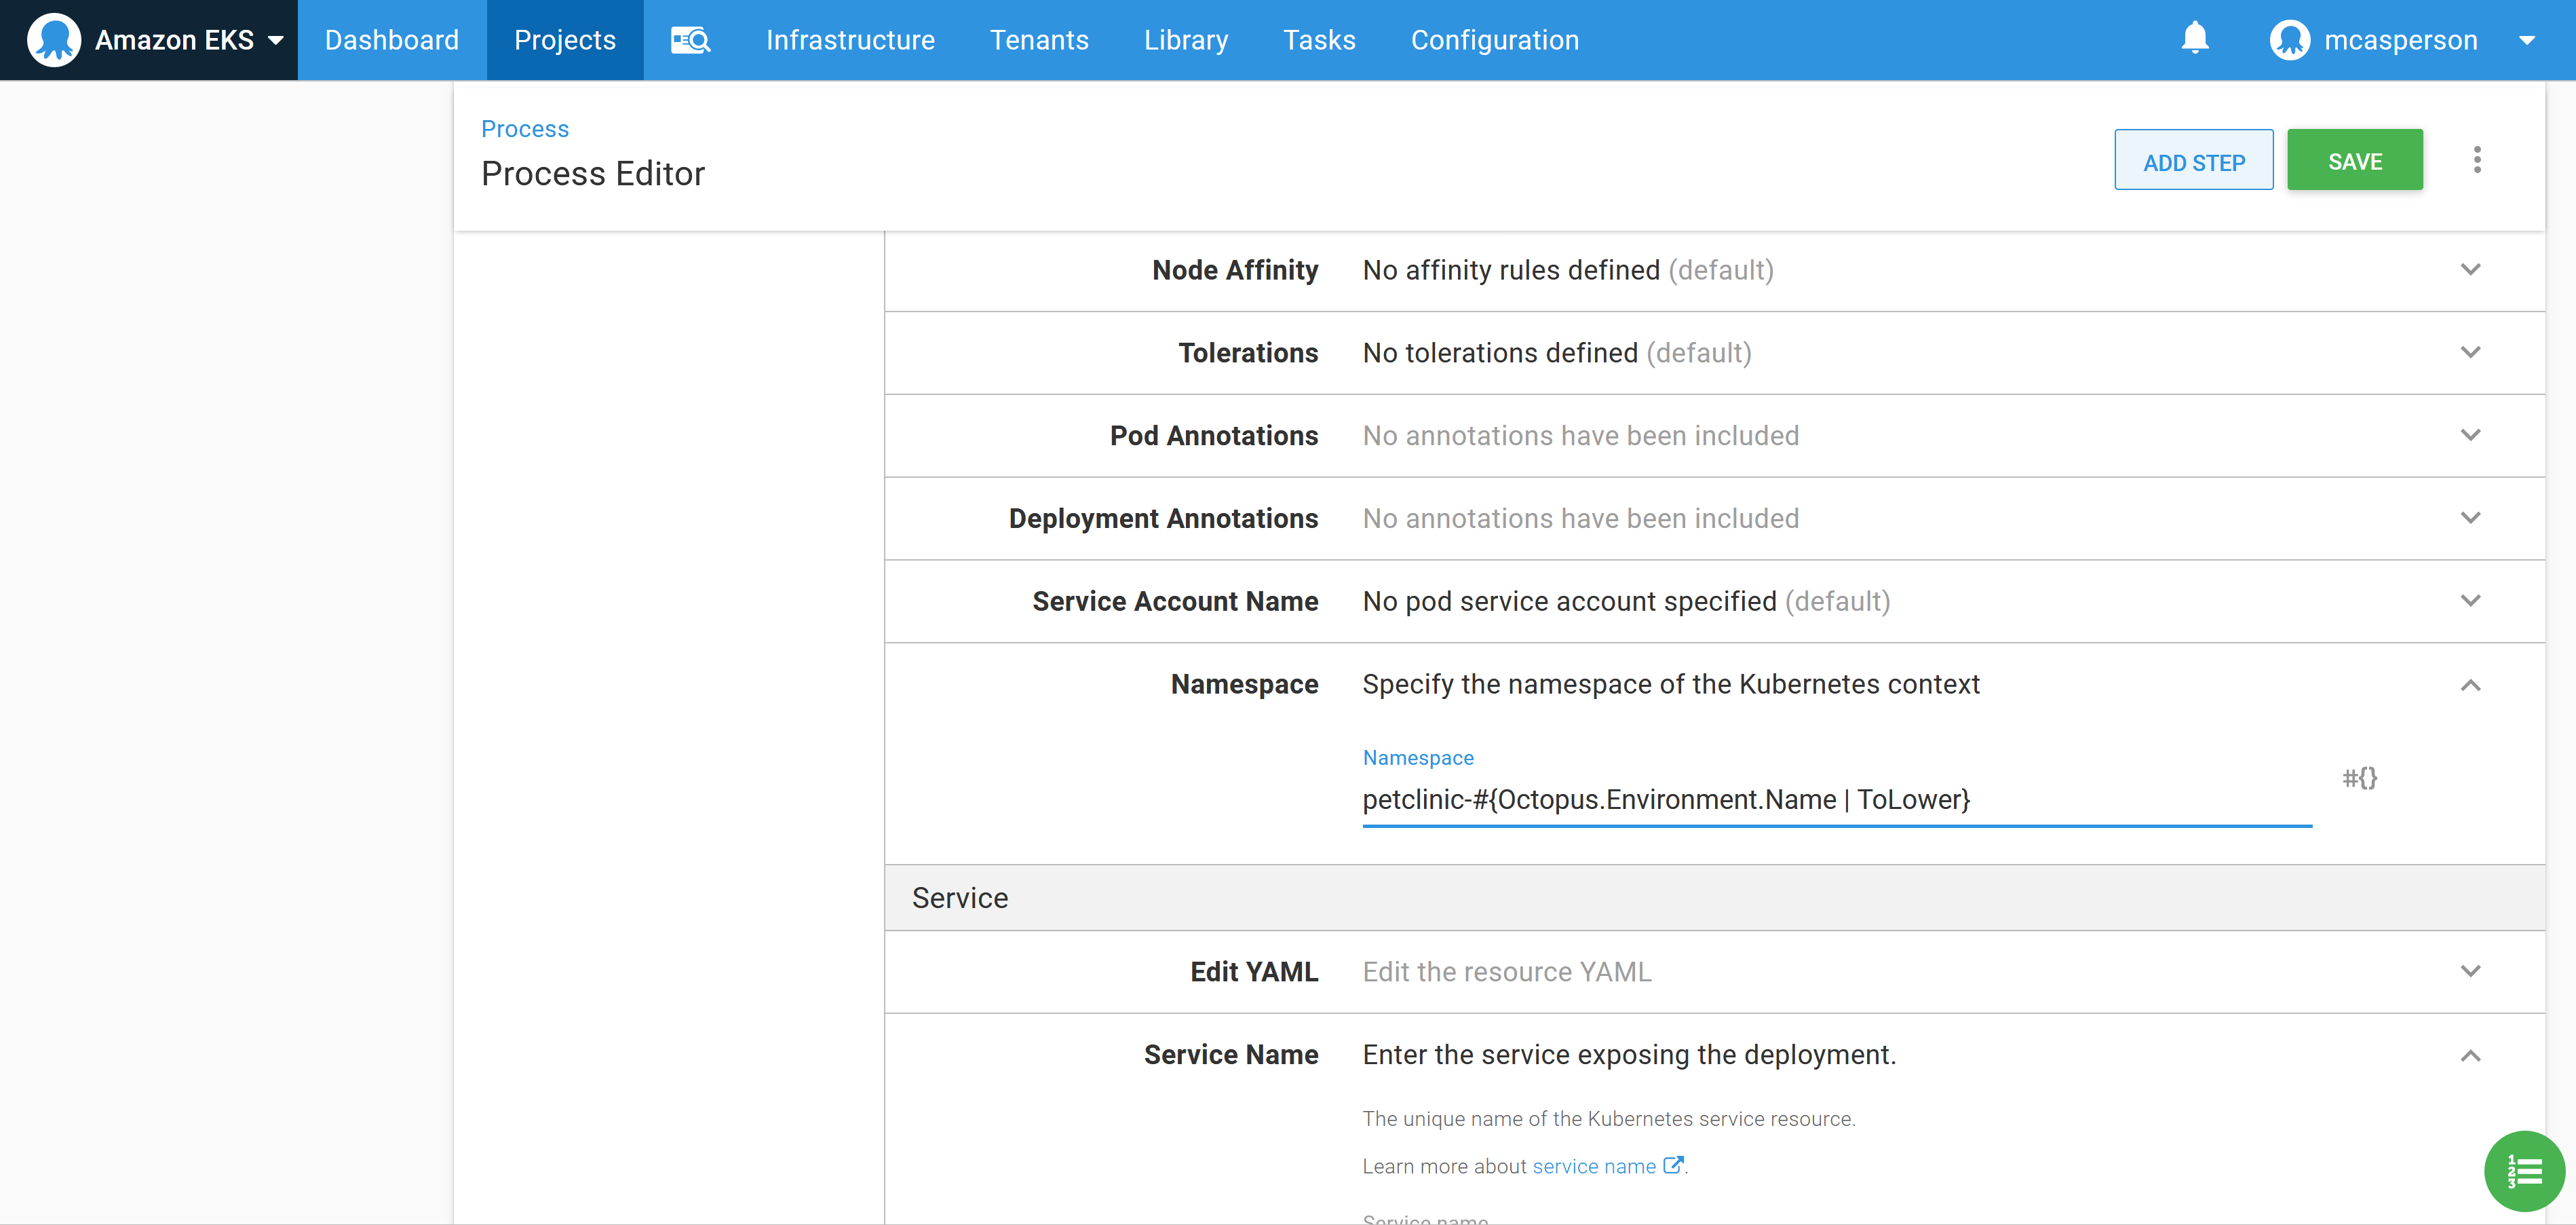 Amazon EKS Dashboard Projects Infrastructure Tenants Library Tasks Configuration mcasperson
Process
Process Editor
ADD STEP SAVE
Node Affinity No affinity rules defined (default)
Tolerations No tolerations defined (default)
Pod Annotations No annotations have been included
Deployment Annotations No annotations have been included
Service Account Name No pod service account specified (default)
Namespace Specify the namespace of the Kubernetes context
Namespace
petclinic-#{Octopus.Environment.Name | ToLower}
#{}
Service
Edit YAML Edit the resource YAML
Service Name Enter the service exposing the deployment.
The unique name of the Kubernetes service resource.
Learn more about service name.
Service name